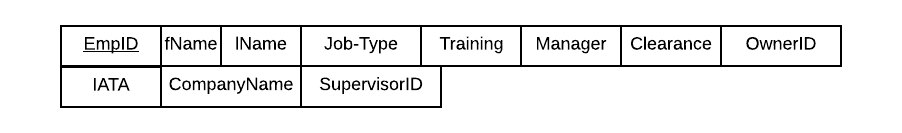 EmpID fName lName Job-Type Training Manager Clearance OwnerID
IATA CompanyName SupervisorID